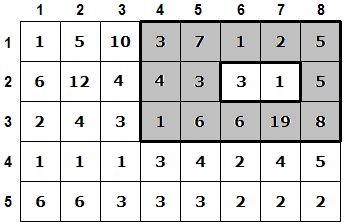 1 2 3 4 5 6 7 8
1 1 5 10 3 7 1 2 5
2 6 12 4 4 3 3 1 5
3 2 4 3 1 6 6 19 8
4 1 1 1 3 4 2 4 5
5 6 6 3 3 3 2 2 2